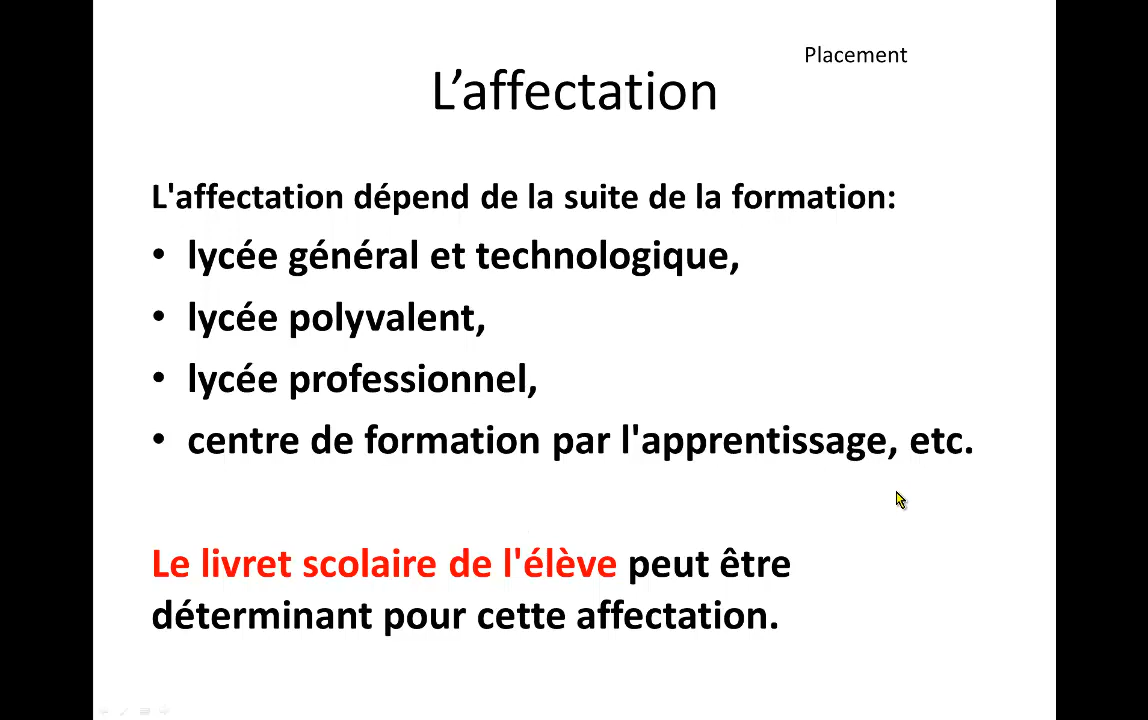 Placement
L’affectation
L'affectation dépend de la suite de la formation:
• lycée général et technologique,
• lycée polyvalent,
• lycée professionnel,
• centre de formation par l'apprentissage, etc.
Le livret scolaire de l'élève peut être
déterminant pour cette affectation.